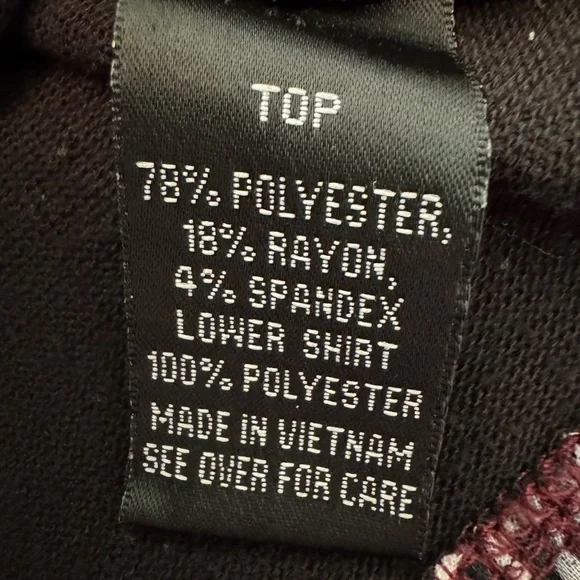 TOP
78% POLYESTER,
18% RAYON,
4% SPANDEX
LOWER SHIRT
100% POLYESTER
MADE IN VIETNAM
SEE OVER FOR CARE